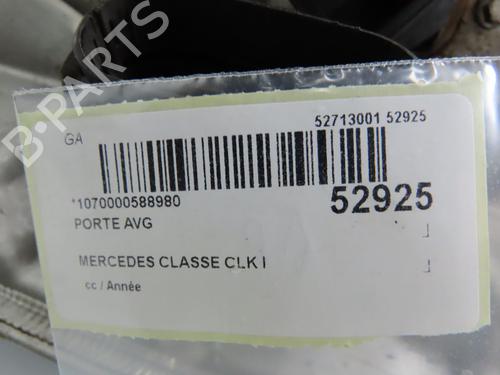 GA
52713001 52925
*1070000588980
52925
PORTE AVG
MERCEDES CLASSE CLK I
cc / Année
B-PARTS